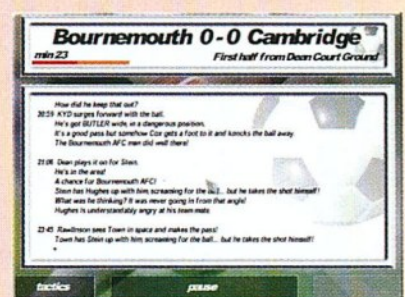 Bournemouth 0-0 Cambridge
min 23
First half from Dean Court Ground
How did he keep that out?
20:59 KYD surges forward with the ball.
He's got BUTLER wide, in a dangerous position.
It's a good pass but somehow Cox gets a foot to it and koncks the ball away.
The Bournemouth AFC men did well there!
21:06 Dean plays it on for Stein.
He's in the area!
A chance for Bournemouth AFC!
Stein has Hughes up with him, screaming for the ... but he takes the shot himself!
What was he thinking? It was never going in from that angle!
Hughes is understandably angry at his team mate.
23:45 Rawlinson sees Town in space and makes the pass!
Town has Stein up with him, screaming for the ball... but he takes the shot himself!
tactics
pause